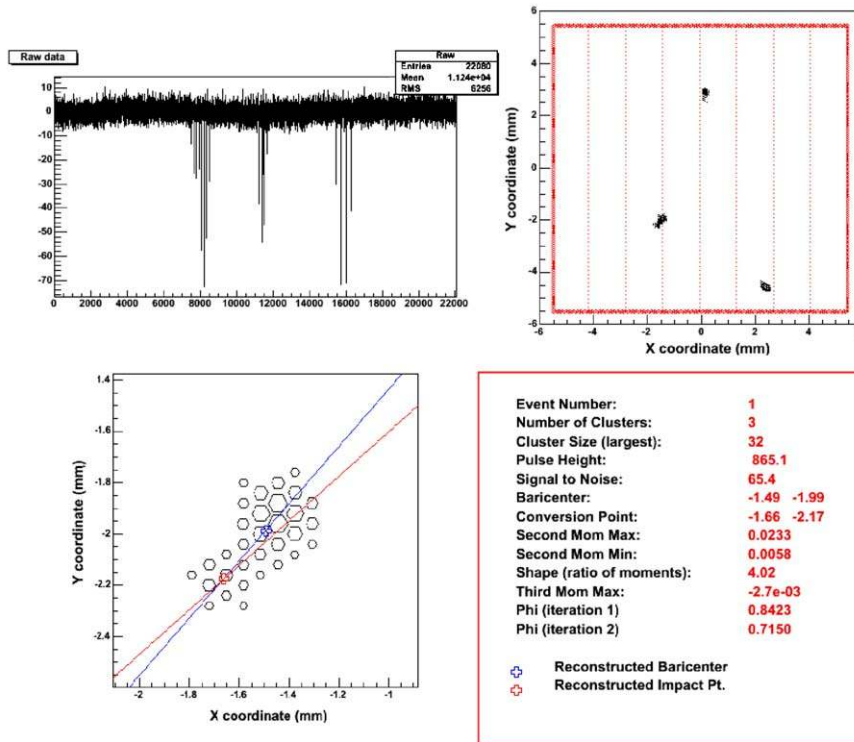 Raw data
Raw
Entries 22080
Mean 1.124e+04
RMS 6256
10
0
-10
-20
-30
-40
-50
-60
-70
0 2000 4000 6000 8000 10000 12000 14000 16000 18000 20000 22000
Y coordinate (mm)
6
4
2
0
-2
-4
-6
-6 -4 -2 0 2 4 6
X coordinate (mm)
Y coordinate (mm)
-1.4
-1.6
-1.8
-2
-2.2
-2.4
-2 -1.8 -1.6 -1.4 -1.2 -1
X coordinate (mm)
Event Number: 1
Number of Clusters: 3
Cluster Size (largest): 32
Pulse Height: 865.1
Signal to Noise: 65.4
Baricenter: -1.49 -1.99
Conversion Point: -1.66 -2.17
Second Mom Max: 0.0233
Second Mom Min: 0.0058
Shape (ratio of moments): 4.02
Third Mom Max: -2.7e-03
Phi (iteration 1) 0.8423
Phi (iteration 2) 0.7150
Reconstructed Baricenter
Reconstructed Impact Pt.